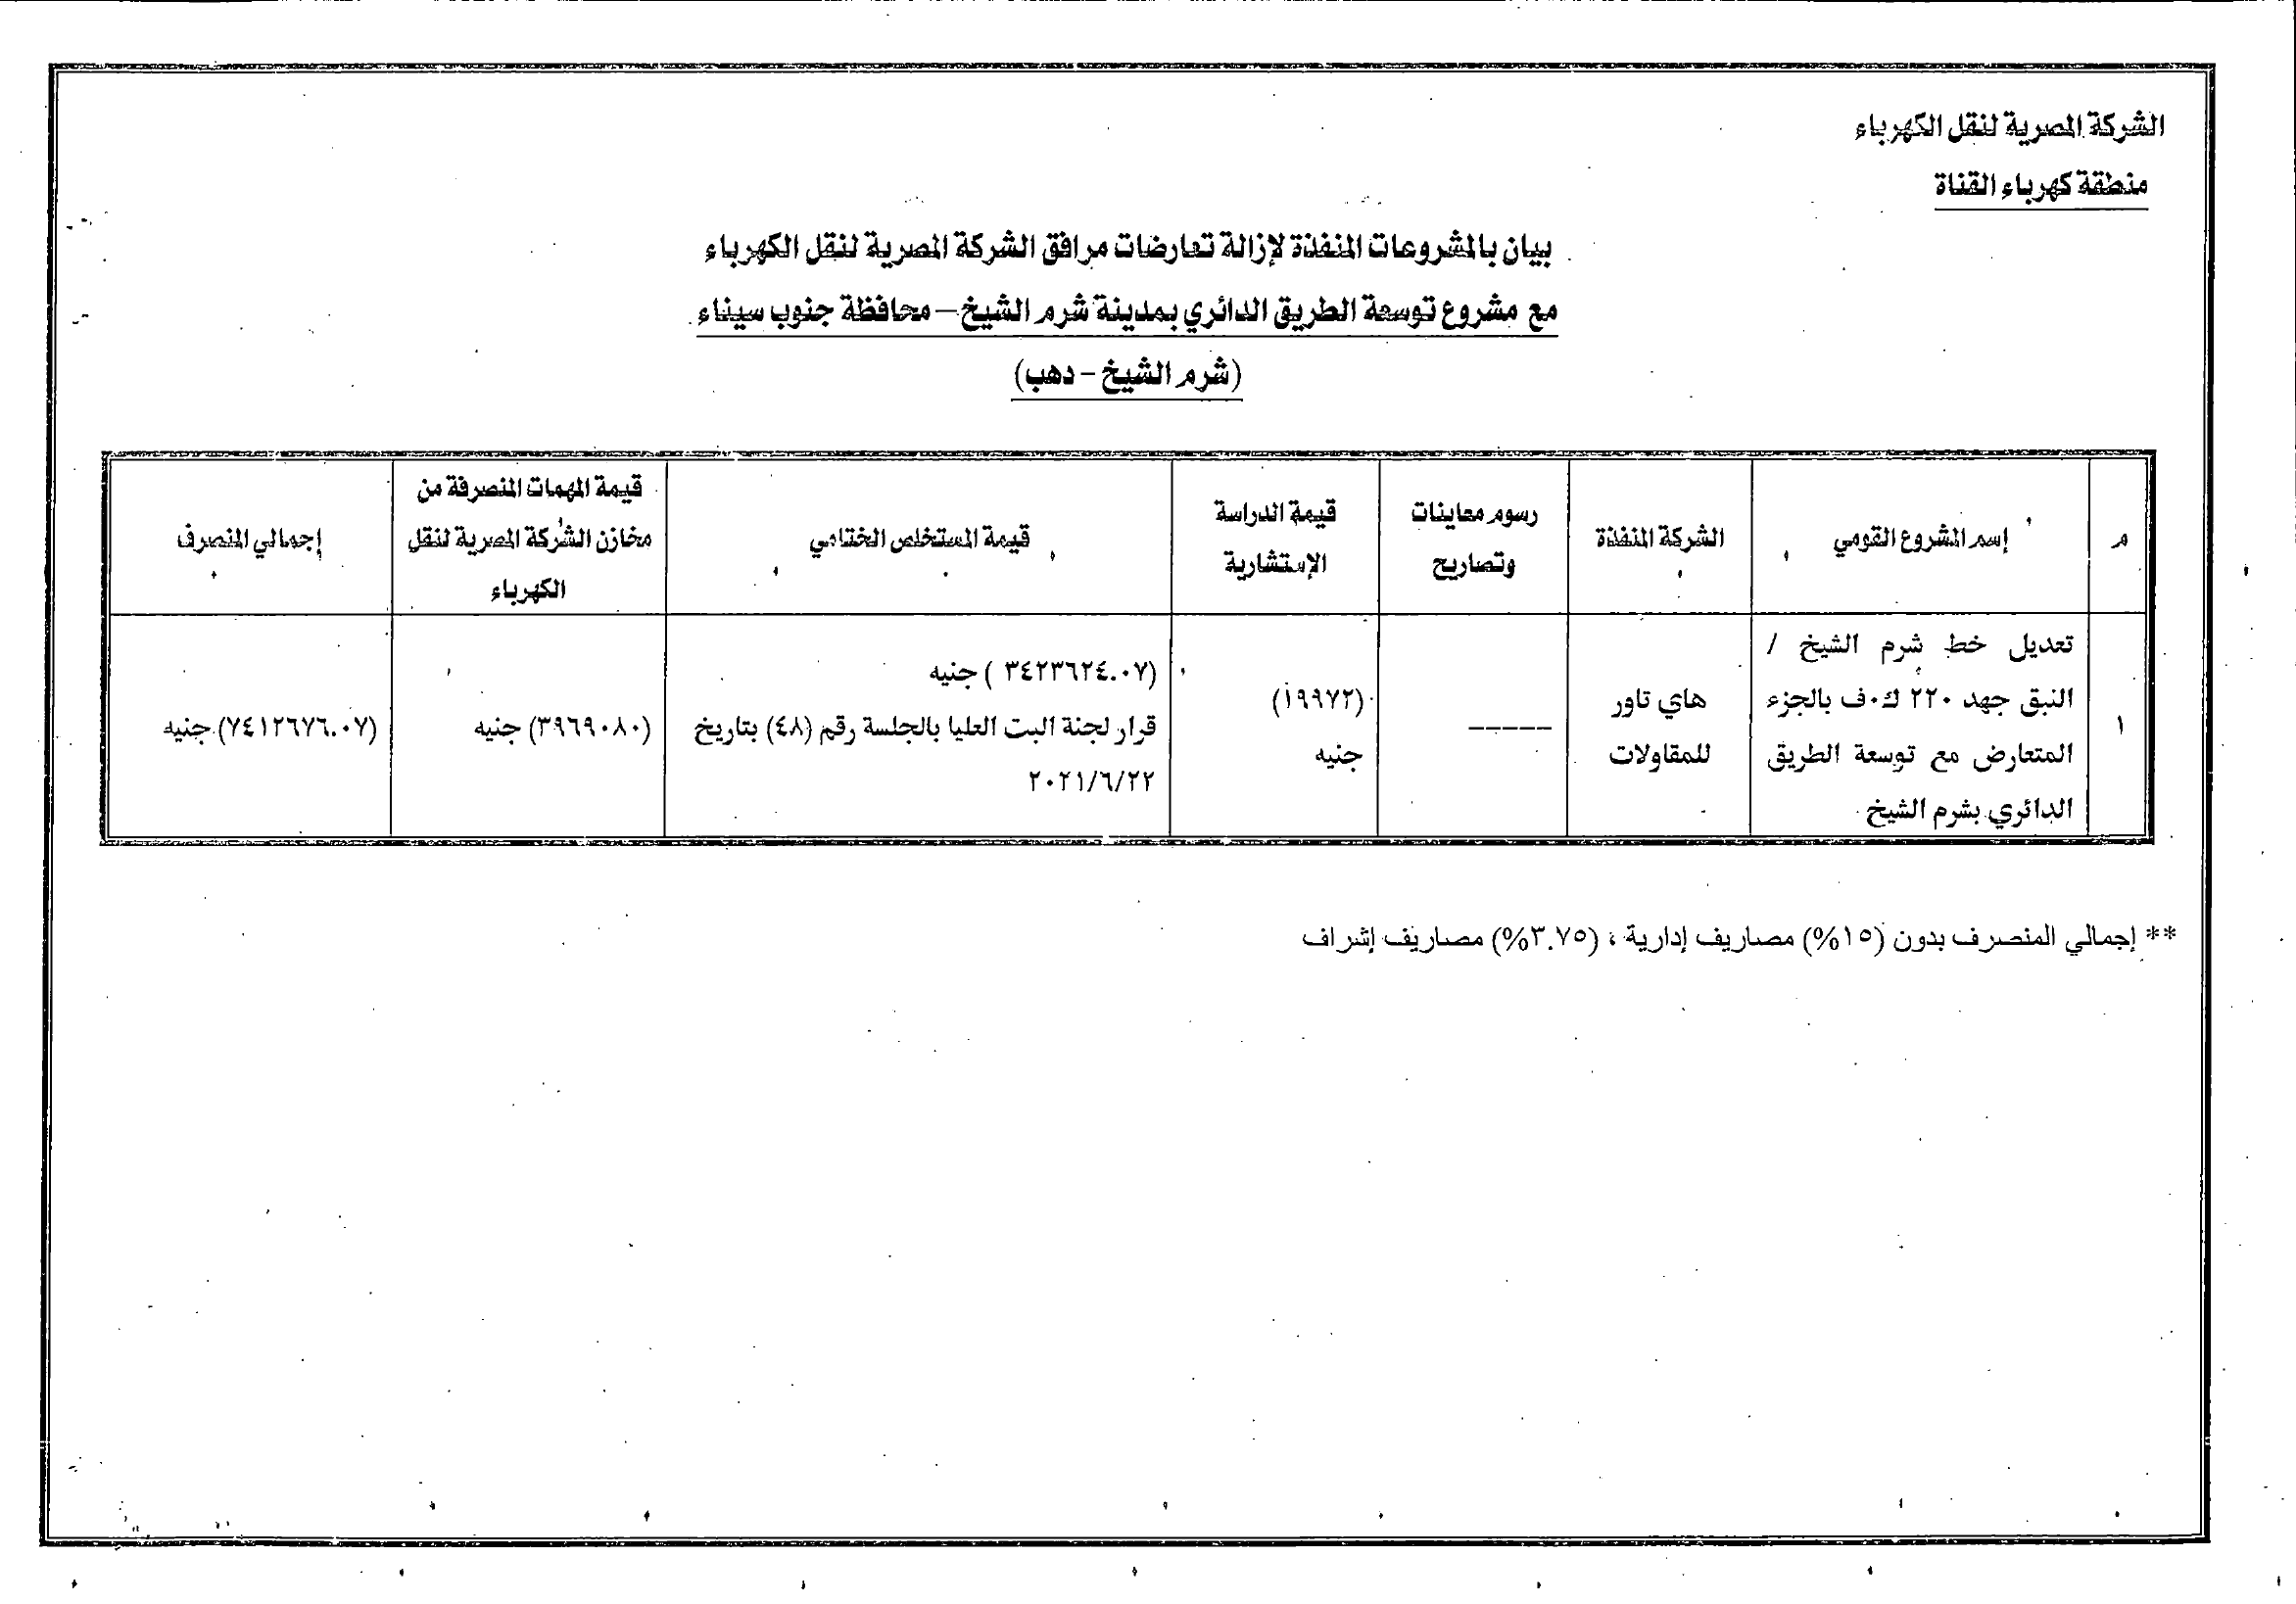 الشركة المصرية لنقل الكهرباء
منطقة كهرباء القناة
بيان بالمشروعات المنفذة لإزالة تعارضات مرافق الشركة المصرية لنقل الكهرباء
مع مشروع توسعة الطريق الدائري بمدينة شرم الشيخ – محافظة جنوب سيناء
(شرم الشيخ – دهب)
م
إسم المشروع القومي
الشركة المنفذة
رسوم معاينات
وتصاريح
قيمة الدراسة
الإستشارية
قيمة المستخلص الختامي
قيمة المهمات المنصرفة من
مخازن الشركة المصرية لنقل
الكهرباء
إجمالي المنصرف
١
تعديل خط شرم الشيخ /
النبق جهد ٢٢٠ ك.ف بالجزء
المتعارض مع توسعة الطريق
الدائري بشرم الشيخ
هاي تاور
للمقاولات
-----
(١٩٩٧٢)
جنيه
(٣٤٢٣٦٢٤.٠٧ ) جنيه
قرار لجنة البت العليا بالجلسة رقم (٤٨) بتاريخ
٢٠٢١/٦/٢٢
(٣٩٦٩٠٨٠) جنيه
(٧٤١٢٦٧٦.٠٧) جنيه
** إجمالي المنصرف بدون (١٥%) مصاريف إدارية ، (٣.٧٥%) مصاريف إشراف